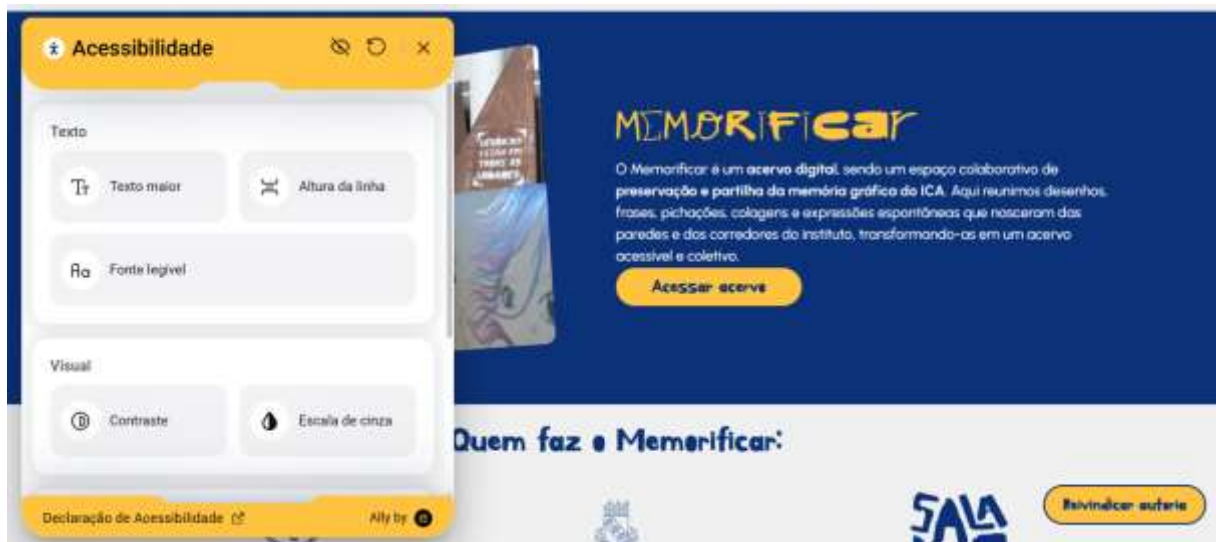 Acessibilidade
Texto
Texto maior
Altura da linha
Fonte legível
Visual
Contraste
Escala de cinza
Declaração de Acessibilidade
Ally by
MEMORIFICAR
O Memorificar é um acervo digital, sendo um espaço colaborativo de
preservação e partilha da memória gráfica do ICA. Aqui reunimos desenhos,
frases, pichações, colagens e expressões espontâneas que nasceram das
paredes e dos corredores do instituto, transformando-as em um acervo
acessível e coletivo.
Acessar acervo
Quem faz o Memorificar:
SALA
Reivindicar autoria